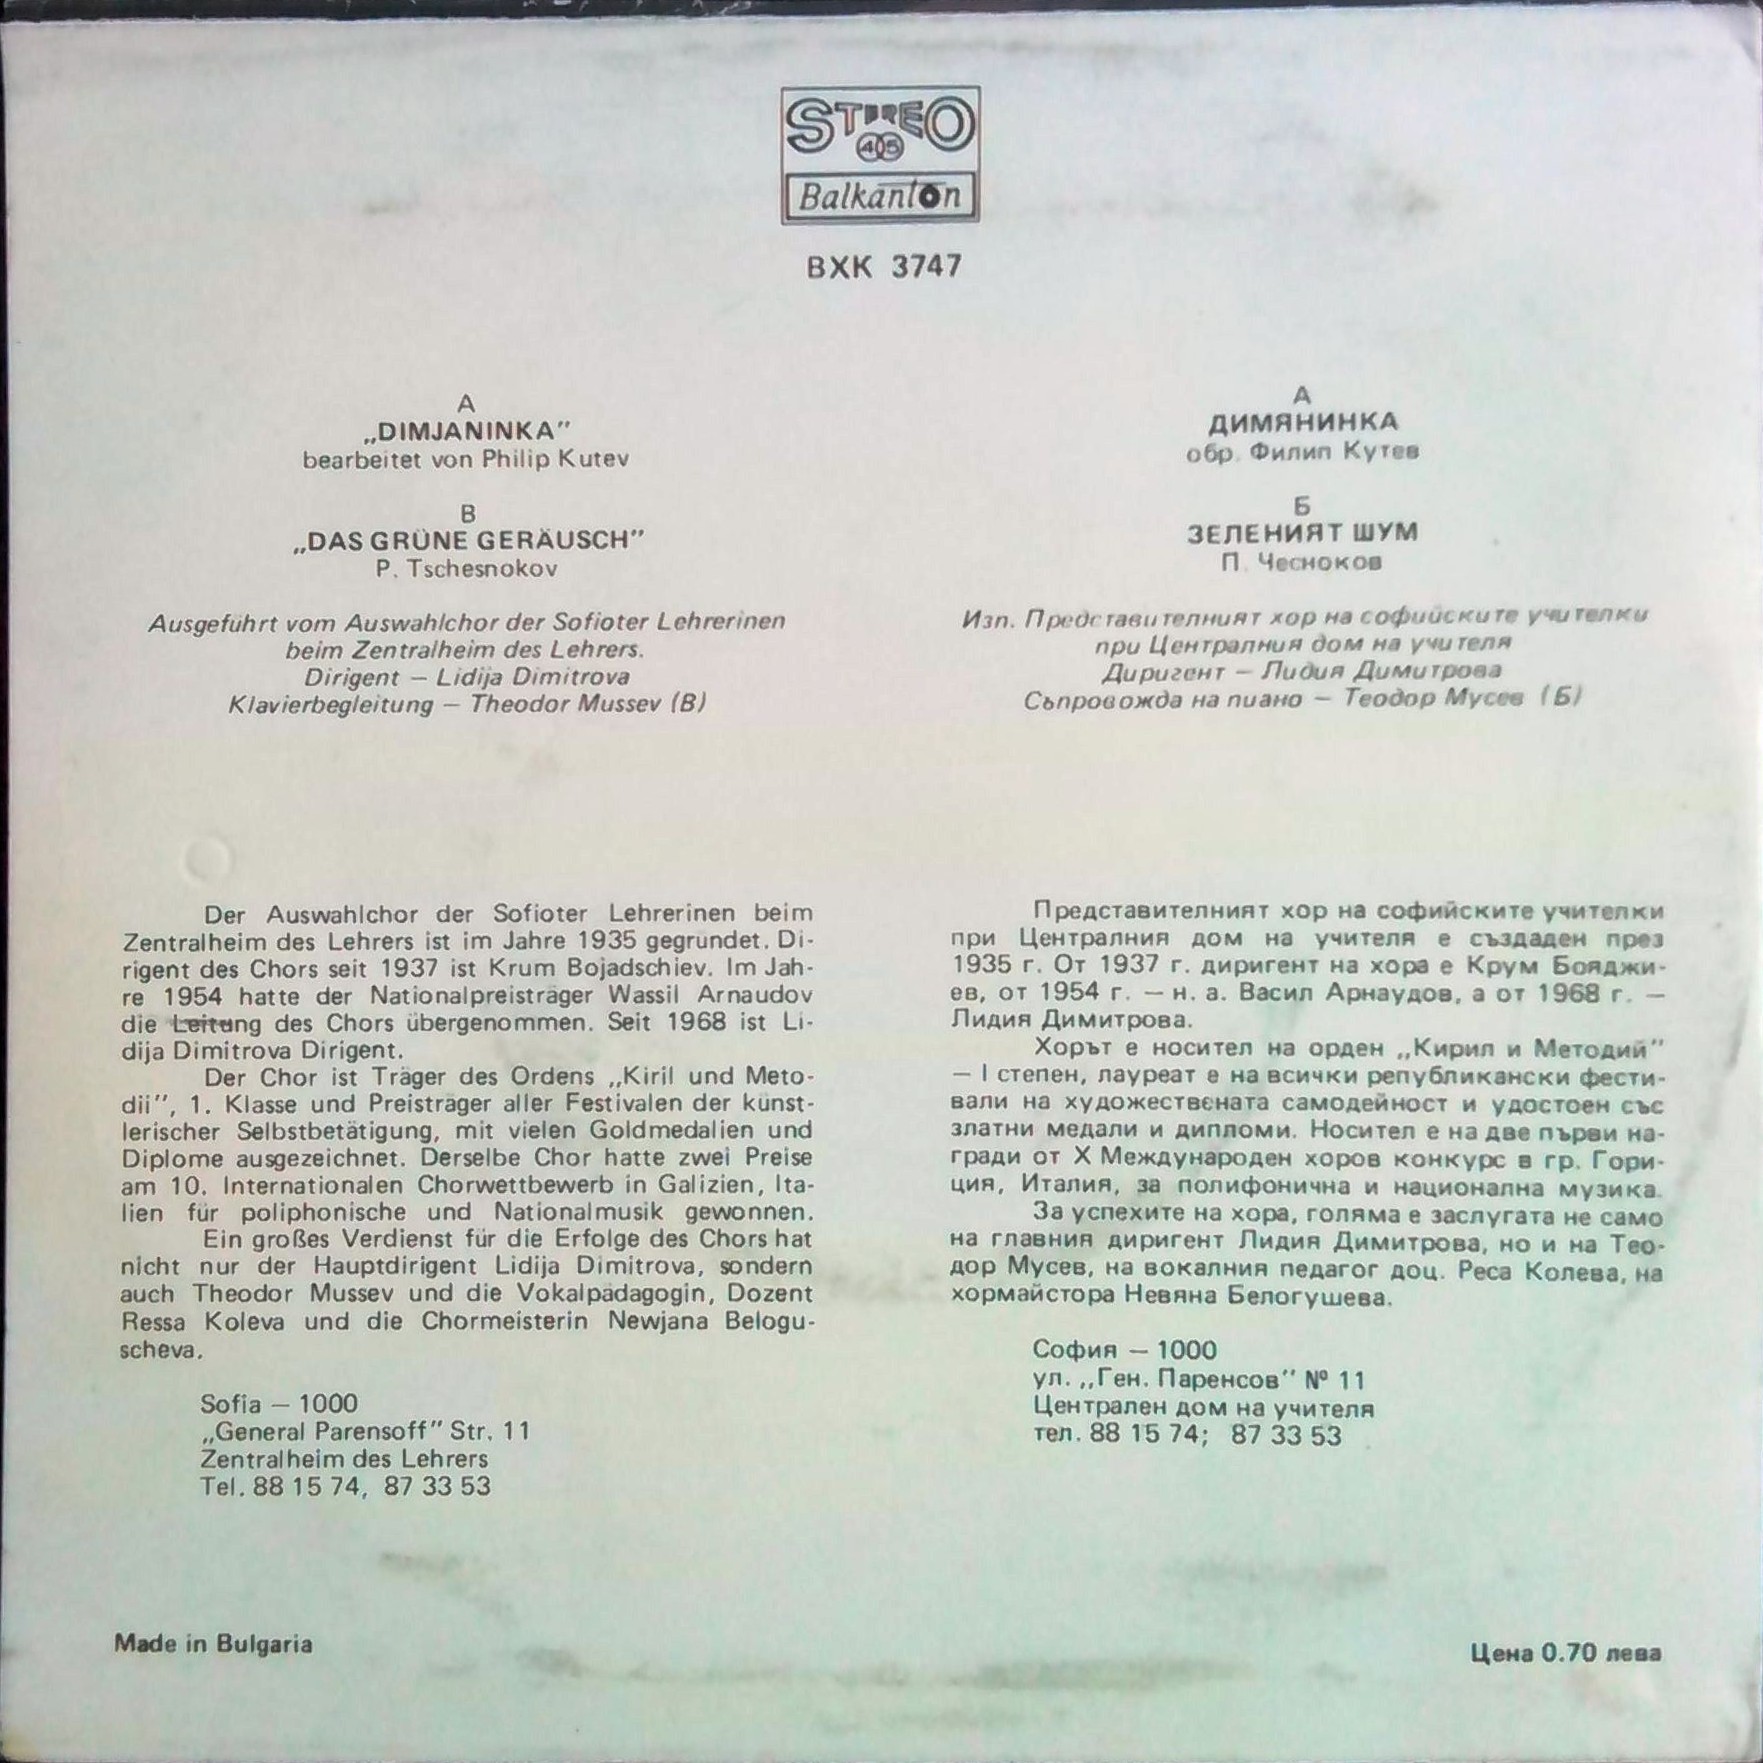 STEREO
45
Balkanton
ВХК 3747
A
„DIMJANINKA”
bearbeitet von Philip Kutev
B
„DAS GRÜNE GERÄUSCH”
P. Tschesnokov
Ausgeführt vom Auswahlchor der Sofioter Lehrerinen
beim Zentralheim des Lehrers.
Dirigent — Lidija Dimitrova
Klavierbegleitung — Theodor Mussev (B)
Der Auswahlchor der Sofioter Lehrerinen beim
Zentralheim des Lehrers ist im Jahre 1935 gegrundet. Di-
rigent des Chors seit 1937 ist Krum Bojadschiev. Im Jah-
re 1954 hatte der Nationalpreisträger Wassil Arnaudov
die Leitung des Chors übergenommen. Seit 1968 ist Li-
dija Dimitrova Dirigent.
Der Chor ist Träger des Ordens „Kiril und Meto-
dii”, 1. Klasse und Preisträger aller Festivalen der künst-
lerischer Selbstbetätigung, mit vielen Goldmedalien und
Diplome ausgezeichnet. Derselbe Chor hatte zwei Preise
am 10. Internationalen Chorwettbewerb in Galizien, Ita-
lien für poliphonische und Nationalmusik gewonnen.
Ein großes Verdienst für die Erfolge des Chors hat
nicht nur der Hauptdirigent Lidija Dimitrova, sondern
auch Theodor Mussev und die Vokalpädagogin, Dozent
Ressa Koleva und die Chormeisterin Newjana Belogu-
scheva.
Sofia — 1000
„General Parensoff” Str. 11
Zentralheim des Lehrers
Tel. 88 15 74, 87 33 53
Made in Bulgaria
А
ДИМЯНИНКА
обр. Филип Кутев
Б
ЗЕЛЕНИЯТ ШУМ
П. Чесноков
Изп. Представителният хор на софийските учителки
при Централния дом на учителя
Диригент — Лидия Димитрова
Съпровожда на пиано — Теодор Мусев (Б)
Представителният хор на софийските учителки
при Централния дом на учителя е създаден през
1935 г. От 1937 г. диригент на хора е Крум Бояджи-
ев, от 1954 г. — н. а. Васил Арнаудов, а от 1968 г. —
Лидия Димитрова.
Хорът е носител на орден „Кирил и Методий”
— I степен, лауреат е на всички републикански фести-
вали на художествената самодейност и удостоен със
златни медали и дипломи. Носител е на две първи на-
гради от X Международен хоров конкурс в гр. Гори-
ция, Италия, за полифонична и национална музика.
За успехите на хора, голяма е заслугата не само
на главния диригент Лидия Димитрова, но и на Тео-
дор Мусев, на вокалния педагог доц. Реса Колева, на
хормайстора Невяна Белогушева.
София — 1000
ул. „Ген. Паренсов” № 11
Централен дом на учителя
тел. 88 15 74; 87 33 53
Цена 0.70 лева